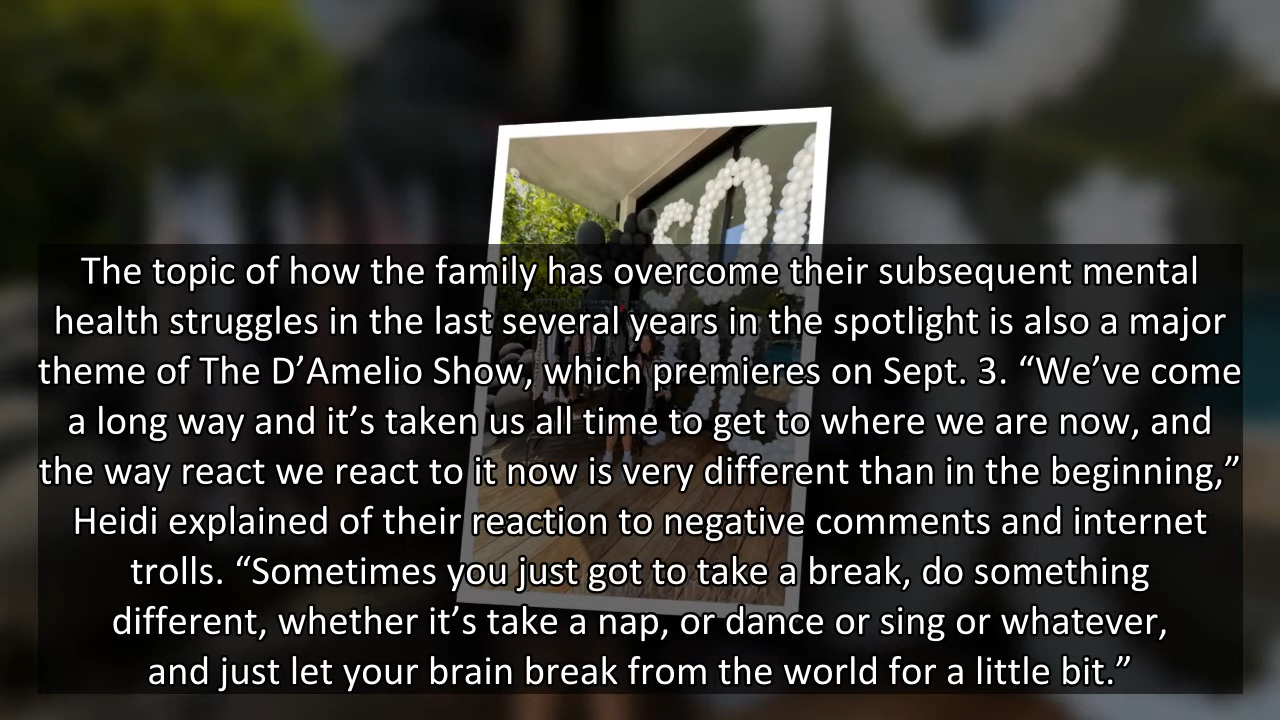 The topic of how the family has overcome their subsequent mental
health struggles in the last several years in the spotlight is also a major
theme of The D’Amelio Show, which premieres on Sept. 3. “We’ve come
a long way and it’s taken us all time to get to where we are now, and
the way react we react to it now is very different than in the beginning,”
Heidi explained of their reaction to negative comments and internet
trolls. “Sometimes you just got to take a break, do something
different, whether it’s take a nap, or dance or sing or whatever,
and just let your brain break from the world for a little bit.”